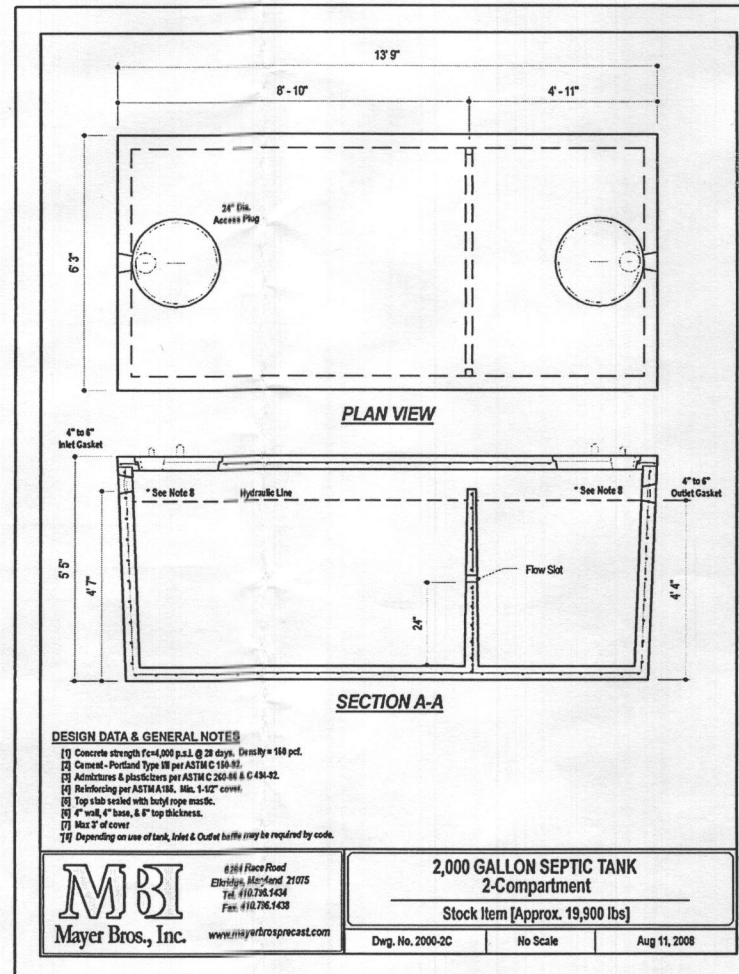 13' 9"
8' - 10"
4' - 11"
6' 3"
24" Dia.
Access Plug
PLAN VIEW
4" to 6"
Inlet Gasket
* See Note 8
Hydraulic Line
* See Note 8
4" to 6"
Outlet Gasket
5' 5"
4' 7"
24"
Flow Slot
4' 4"
SECTION A-A
DESIGN DATA & GENERAL NOTES
[1] Concrete strength f'c=4,000 p.s.i. @ 28 days. Density = 150 pcf.
[2] Cement - Portland Type I/II per ASTM C 150-92.
[3] Admixtures & plasticizers per ASTM C 260-86 & C 494-92.
[4] Reinforcing per ASTM A185. Min. 1-1/2" cover.
[5] Top slab sealed with butyl rope mastic.
[6] 4" wall, 4" base, & 5" top thickness.
[7] Max 3' of cover
*[8] Depending on use of tank, Inlet & Outlet baffle may be required by code.
MBI
Mayer Bros., Inc.
6264 Race Road
Elkridge, Maryland 21075
Tel. 410.796.1434
Fax. 410.796.1438
www.mayerbrosprecast.com
2,000 GALLON SEPTIC TANK
2-Compartment
Stock Item [Approx. 19,900 lbs]
Dwg. No. 2000-2C
No Scale
Aug 11, 2008